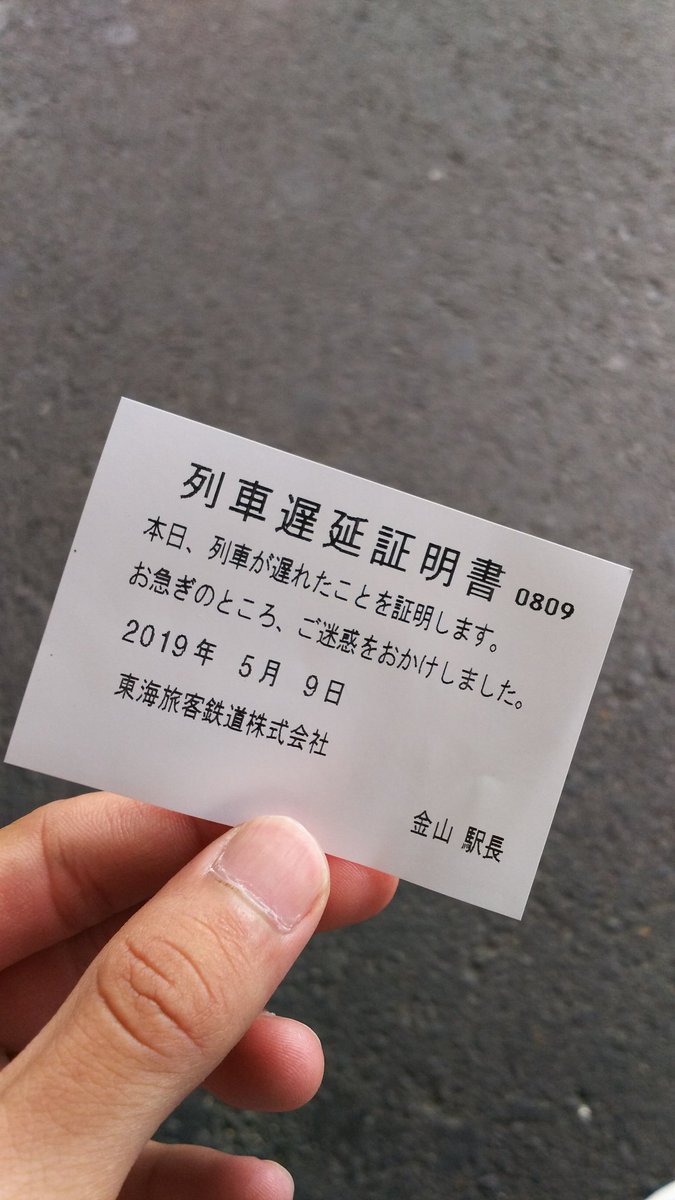 列車遅延証明書 0809
本日、列車が遅れたことを証明します。
お急ぎのところ、ご迷惑をおかけしました。
2019年 5月 9日
東海旅客鉄道株式会社
金山 駅長